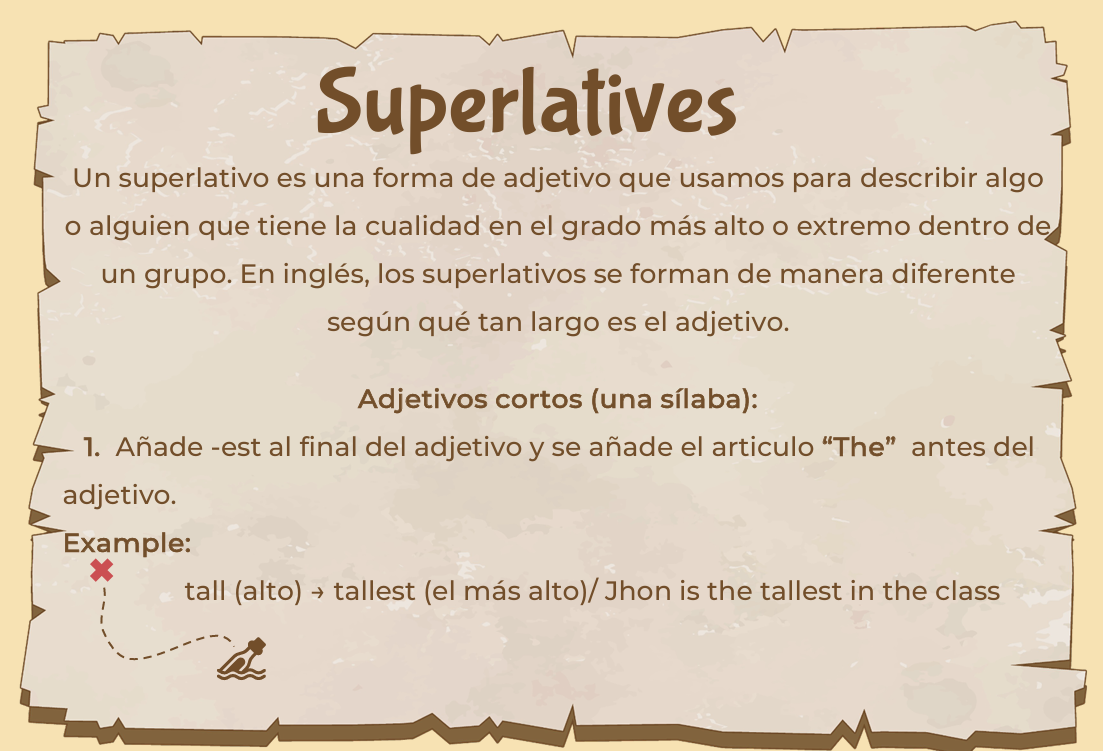 Superlatives
Un superlativo es una forma de adjetivo que usamos para describir algo
o alguien que tiene la cualidad en el grado más alto o extremo dentro de
un grupo. En inglés, los superlativos se forman de manera diferente
según qué tan largo es el adjetivo.
Adjetivos cortos (una sílaba):
1. Añade -est al final del adjetivo y se añade el articulo “The” antes del
adjetivo.
Example:
tall (alto) → tallest (el más alto)/ Jhon is the tallest in the class